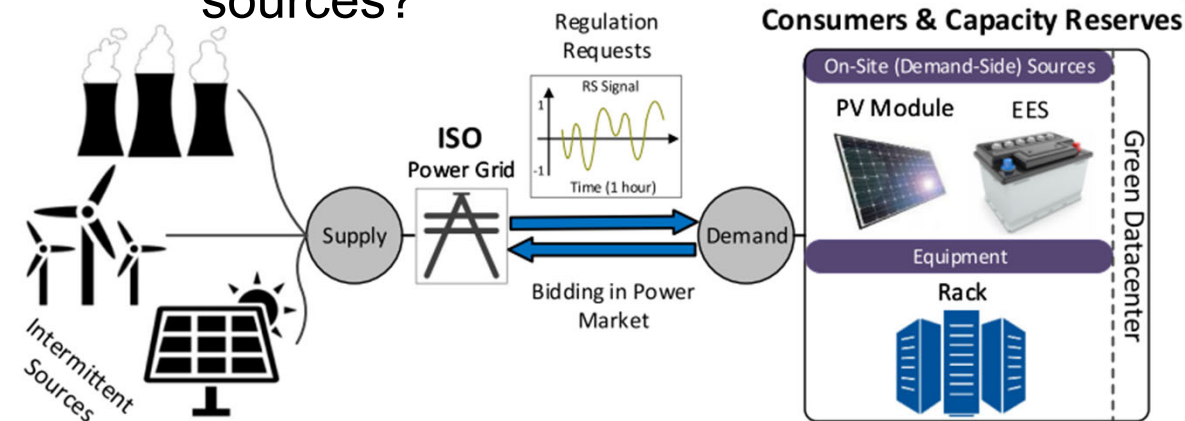 sources?
Regulation
Requests
Consumers & Capacity Reserves
On-Site (Demand-Side) Sources
RS Signal
1
-1
Time (1 hour)
PV Module
EES
ISO
Power Grid
Supply
Demand
Green Datacenter
Equipment
Bidding in Power
Market
Rack
Intermittent
Sources